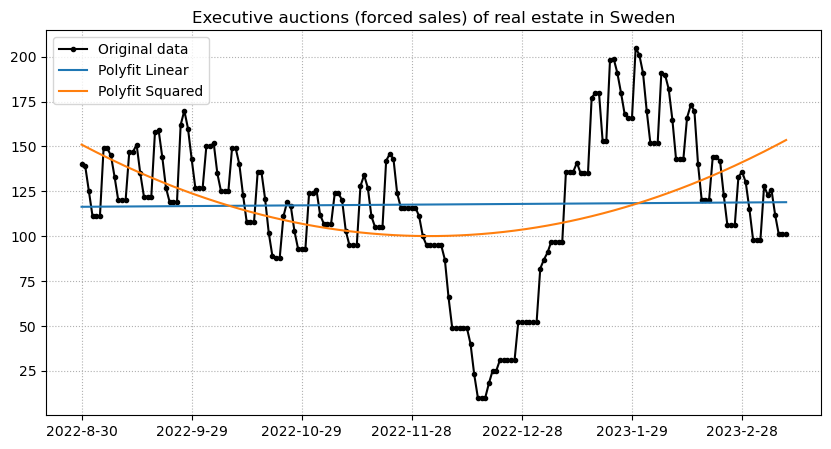 Executive auctions (forced sales) of real estate in Sweden
Original data
Polyfit Linear
Polyfit Squared
200
175
150
125
100
75
50
25
2022-8-30 2022-9-29 2022-10-29 2022-11-28 2022-12-28 2023-1-29 2023-2-28